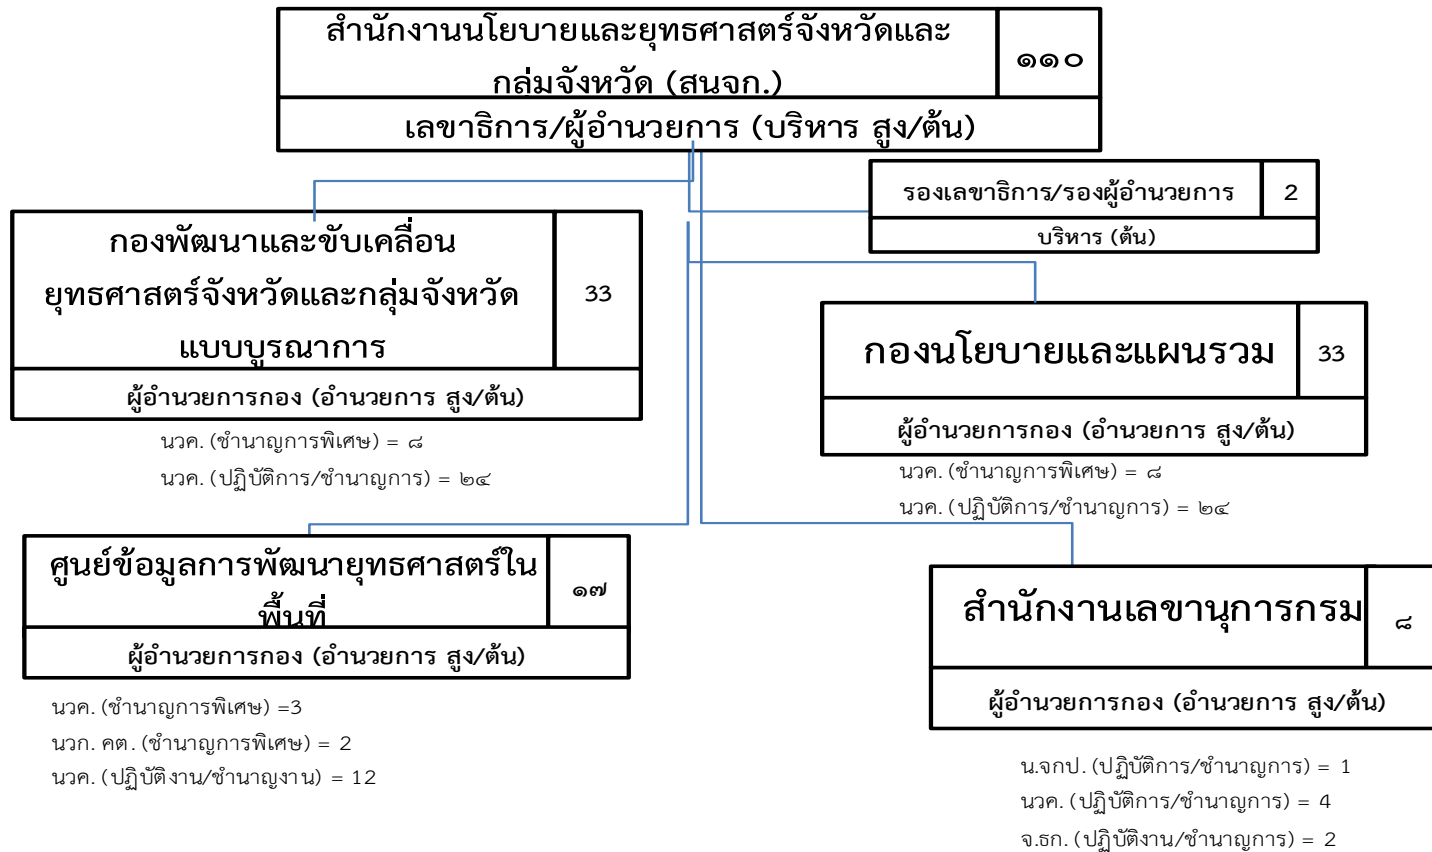 สำนักงานนโยบายและยุทธศาสตร์จังหวัดและ
กล่มจังหวัด (สนจก.)
๑๑๐
เลขาธิการ/ผู้อำนวยการ (บริหาร สูง/ต้น)
รองเลขาธิการ/รองผู้อำนวยการ
2
บริหาร (ต้น)
กองพัฒนาและขับเคลื่อน
ยุทธศาสตร์จังหวัดและกลุ่มจังหวัด
แบบบูรณาการ
33
ผู้อำนวยการกอง (อำนวยการ สูง/ต้น)
นวค. (ชำนาญการพิเศษ) = ๘
นวค. (ปฏิบัติการ/ชำนาญการ) = ๒๔
กองนโยบายและแผนรวม
33
ผู้อำนวยการกอง (อำนวยการ สูง/ต้น)
นวค. (ชำนาญการพิเศษ) = ๘
นวค. (ปฏิบัติการ/ชำนาญการ) = ๒๔
ศูนย์ข้อมูลการพัฒนายุทธศาสตร์ใน
พื้นที่
๑๗
ผู้อำนวยการกอง (อำนวยการ สูง/ต้น)
นวค. (ชำนาญการพิเศษ) =3
นวก. คต. (ชำนาญการพิเศษ) = 2
นวค. (ปฏิบัติงาน/ชำนาญงาน) = 12
สำนักงานเลขานุการกรม
๘
ผู้อำนวยการกอง (อำนวยการ สูง/ต้น)
น.จกป. (ปฏิบัติการ/ชำนาญการ) = 1
นวค. (ปฏิบัติการ/ชำนาญการ) = 4
จ.ธก. (ปฏิบัติงาน/ชำนาญการ) = 2